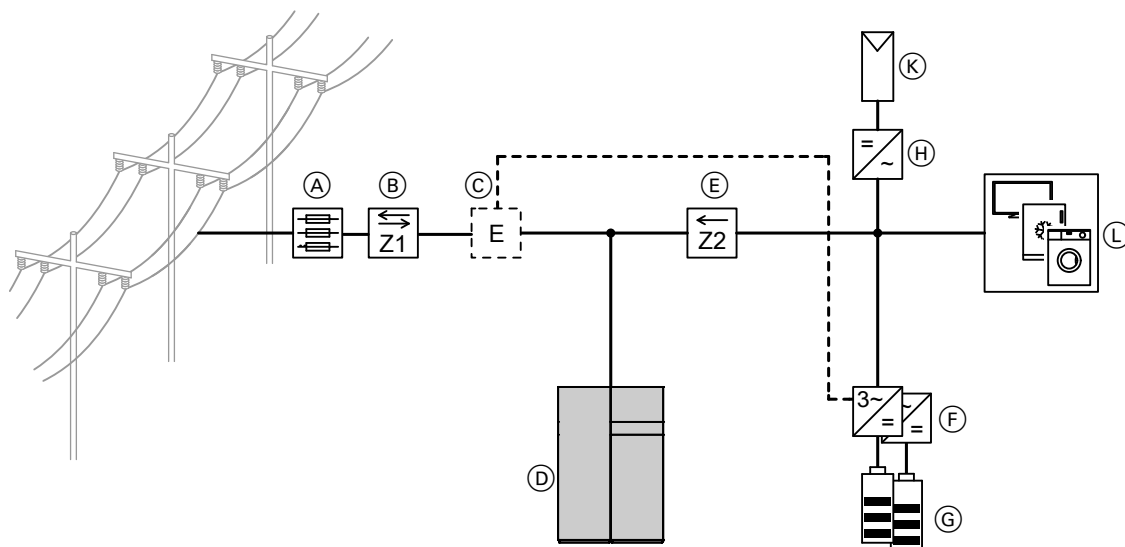 K
=
~
H
A
B
C
E
Z1
E
Z2
L
3~
=
~
=
F
D
G